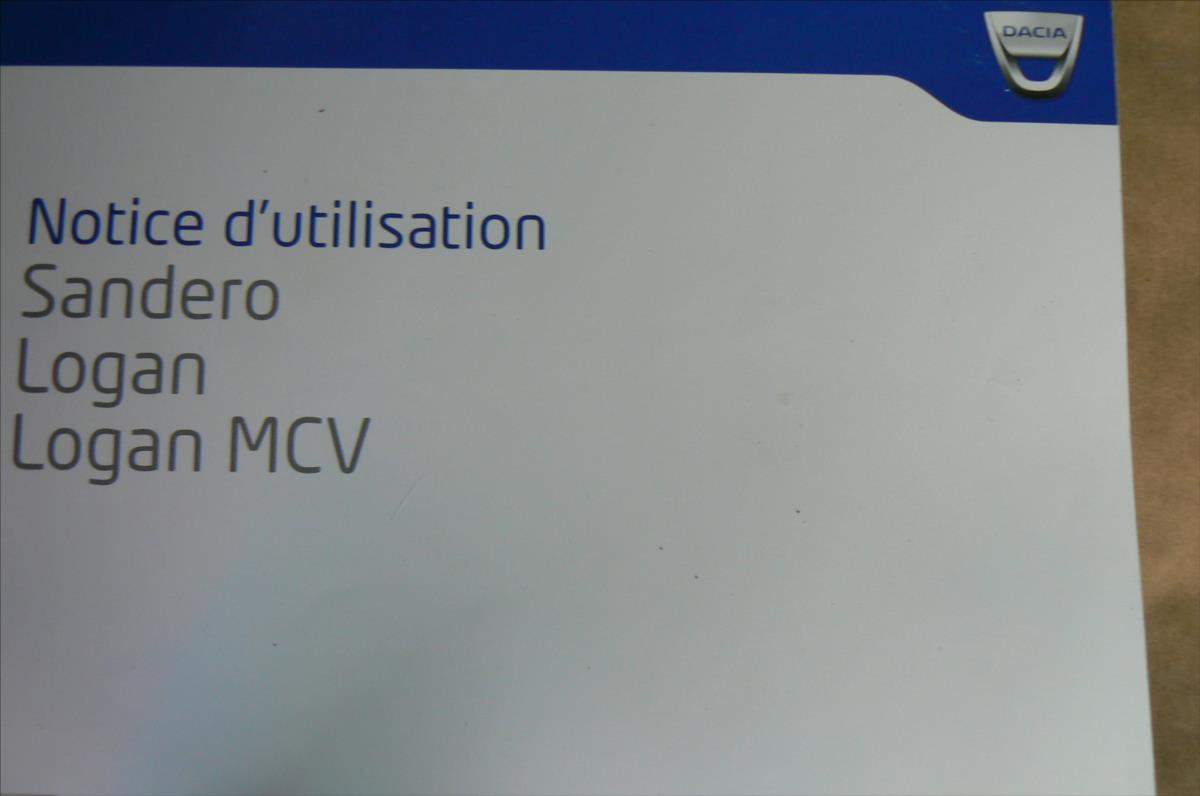 DACIA
Notice d'utilisation
Sandero
Logan
Logan MCV